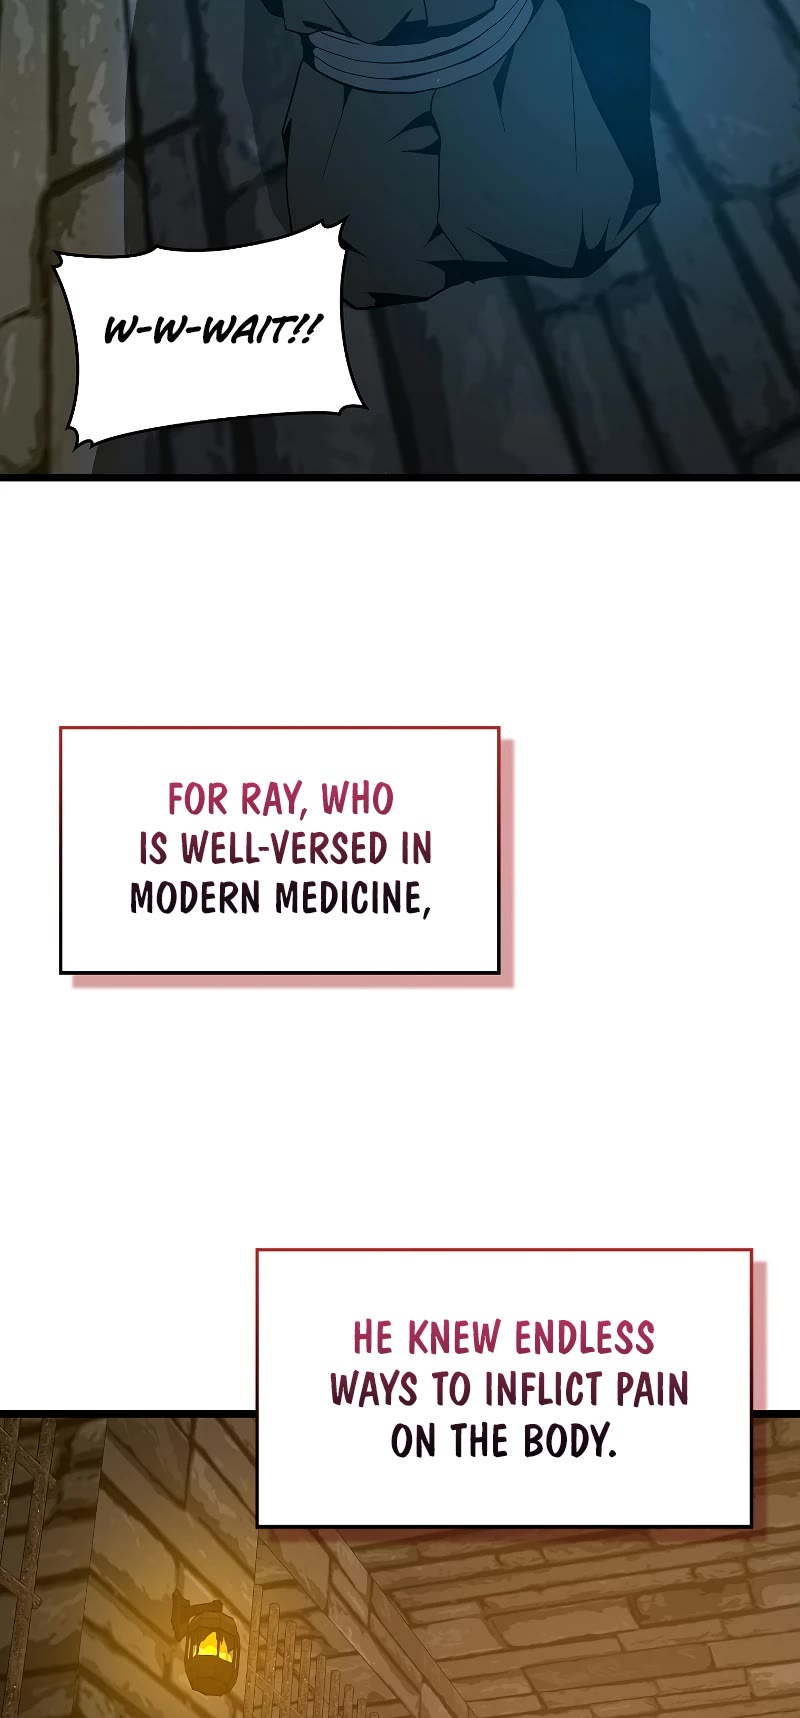 W-W-WAIT!!
FOR RAY, WHO
IS WELL-VERSED IN
MODERN MEDICINE,
HE KNEW ENDLESS
WAYS TO INFLICT PAIN
ON THE BODY.